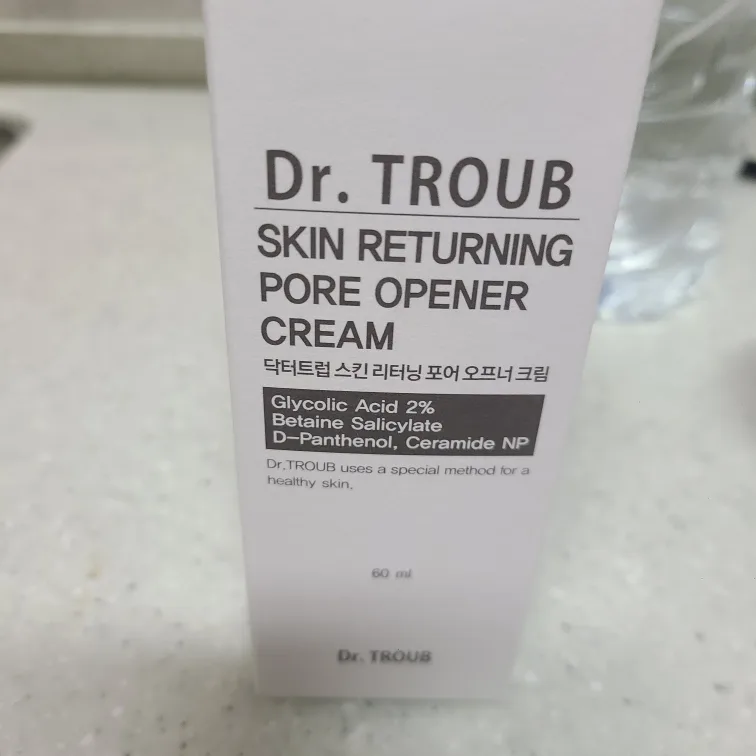 Dr. TROUB
SKIN RETURNING
PORE OPENER
CREAM
닥터트럽 스킨 리터닝 포어 오프너 크림
Glycolic Acid 2%
Betaine Salicylate
D-Panthenol, Ceramide NP
Dr.TROUB uses a special method for a
healthy skin.
60 ml
Dr. TROUB